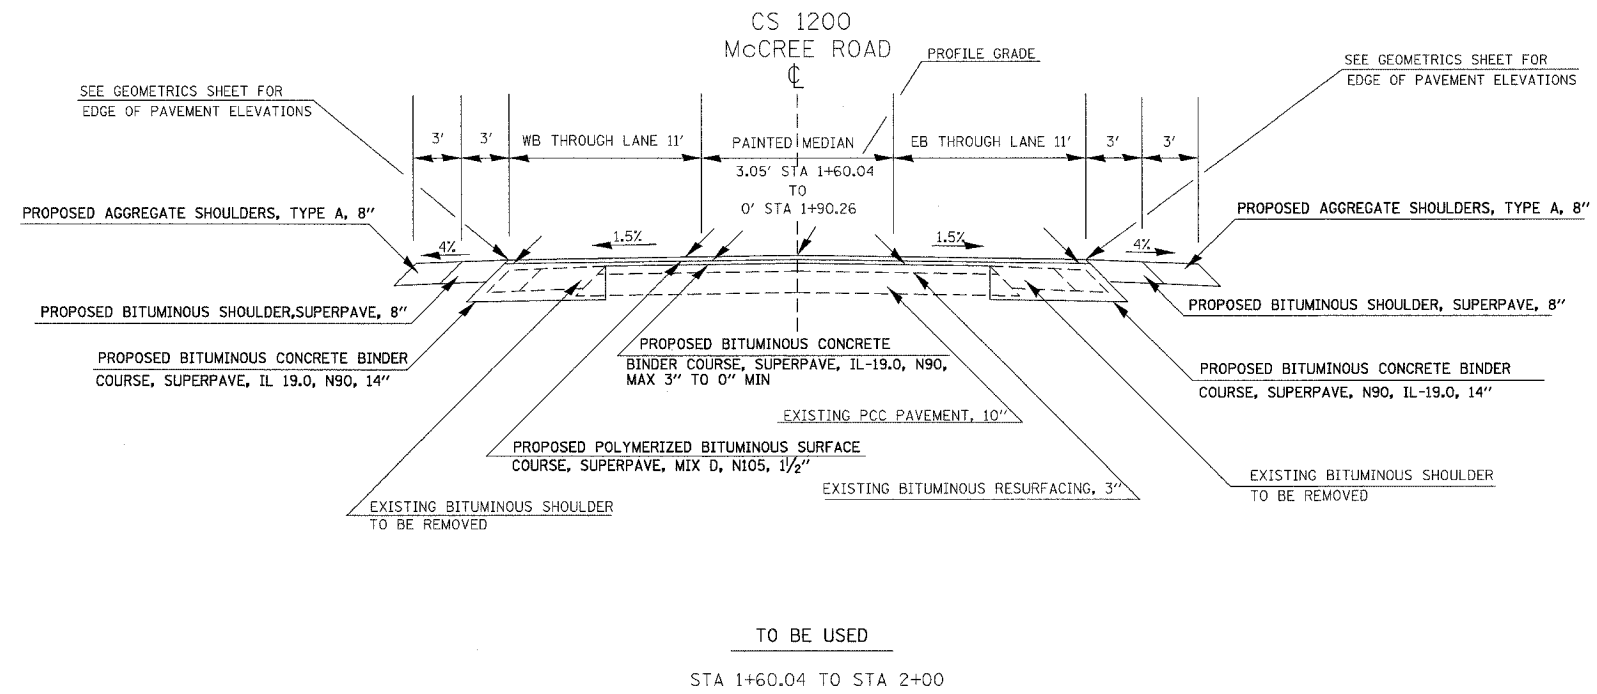 CS 1200
McCREE ROAD
℄
PROFILE GRADE
SEE GEOMETRICS SHEET FOR
EDGE OF PAVEMENT ELEVATIONS
SEE GEOMETRICS SHEET FOR
EDGE OF PAVEMENT ELEVATIONS
3' 3' WB THROUGH LANE 11' PAINTED MEDIAN EB THROUGH LANE 11' 3' 3'
3.05' STA 1+60.04
TO
0' STA 1+90.26
PROPOSED AGGREGATE SHOULDERS, TYPE A, 8"
PROPOSED AGGREGATE SHOULDERS, TYPE A, 8"
4% 1.5% 1.5% 4%
PROPOSED BITUMINOUS SHOULDER,SUPERPAVE, 8"
PROPOSED BITUMINOUS SHOULDER, SUPERPAVE, 8"
PROPOSED BITUMINOUS CONCRETE BINDER
COURSE, SUPERPAVE, IL 19.0, N90, 14"
PROPOSED BITUMINOUS CONCRETE
BINDER COURSE, SUPERPAVE, IL-19.0, N90,
MAX 3" TO 0" MIN
PROPOSED BITUMINOUS CONCRETE BINDER
COURSE, SUPERPAVE, N90, IL-19.0, 14"
EXISTING PCC PAVEMENT, 10"
PROPOSED POLYMERIZED BITUMINOUS SURFACE
COURSE, SUPERPAVE, MIX D, N105, 1½"
EXISTING BITUMINOUS RESURFACING, 3"
EXISTING BITUMINOUS SHOULDER
TO BE REMOVED
EXISTING BITUMINOUS SHOULDER
TO BE REMOVED
TO BE USED
STA 1+60.04 TO STA 2+00